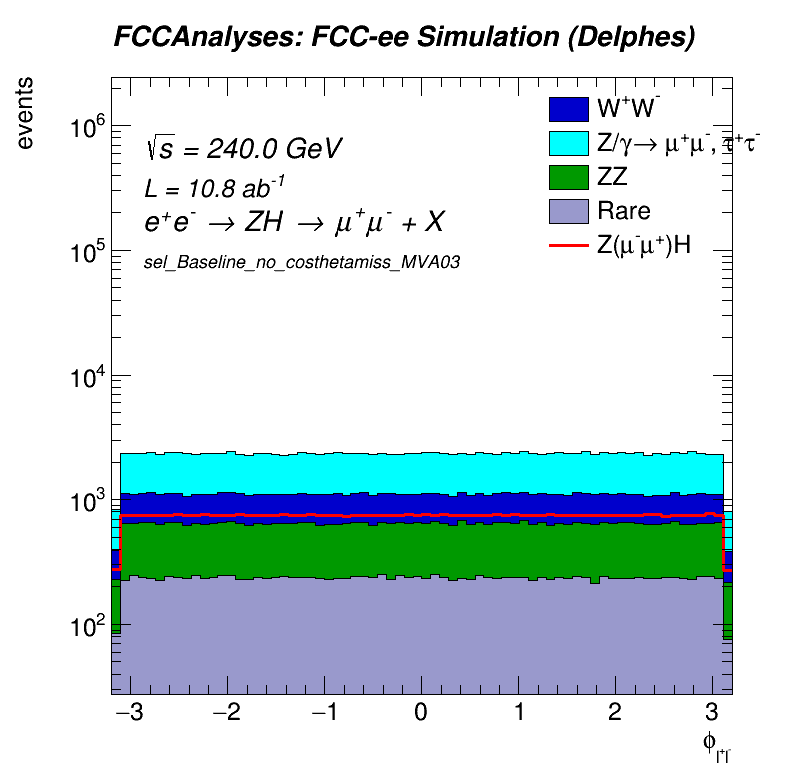 FCCAnalyses: FCC-ee Simulation (Delphes)
events
√s = 240.0 GeV
L = 10.8 ab⁻¹
e⁺e⁻ → ZH → μ⁺μ⁻ + X
sel_Baseline_no_costhetamiss_MVA03
W⁺W⁻
Z/γ→ μ⁺μ⁻, τ⁺τ⁻
ZZ
Rare
Z(μ⁻μ⁺)H
10⁶
10⁵
10⁴
10³
10²
−3 −2 −1 0 1 2 3
ϕ_l⁺l⁻